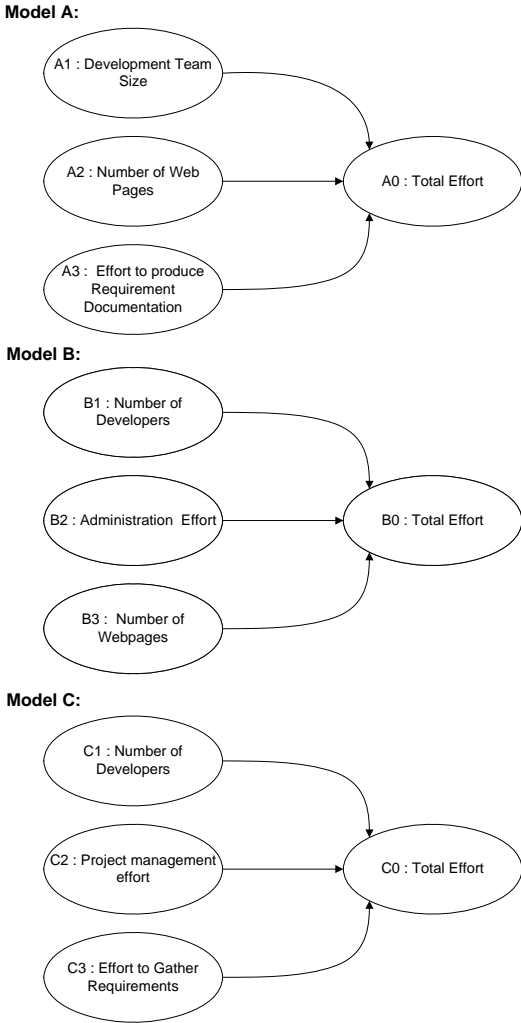 Model A:
A1 : Development Team
Size
A2 : Number of Web
Pages
A0 : Total Effort
A3 :  Effort to produce
Requirement
Documentation
Model B:
B1 : Number of
Developers
B2 : Administration  Effort
B0 : Total Effort
B3 :  Number of
Webpages
Model C:
C1 : Number of
Developers
C2 : Project management
effort
C0 : Total Effort
C3 : Effort to Gather
Requirements